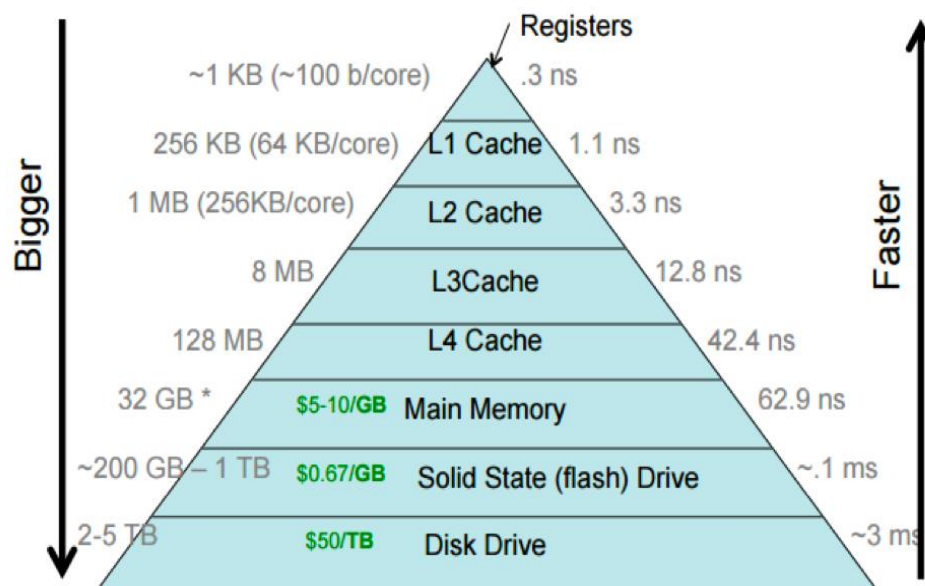 Registers
~1 KB (~100 b/core) .3 ns
256 KB (64 KB/core) L1 Cache 1.1 ns
1 MB (256KB/core) L2 Cache 3.3 ns
8 MB L3Cache 12.8 ns
128 MB L4 Cache 42.4 ns
32 GB * $5-10/GB Main Memory 62.9 ns
~200 GB – 1 TB $0.67/GB Solid State (flash) Drive ~.1 ms
2-5 TB $50/TB Disk Drive ~3 ms
Bigger
Faster